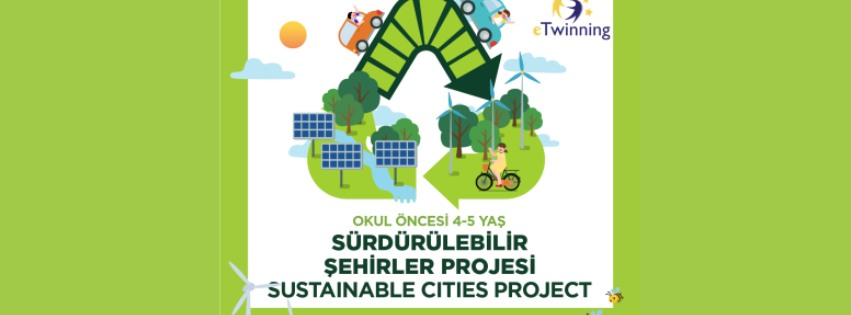 eTwinning
OKUL ÖNCESİ 4-5 YAŞ
SÜRDÜRÜLEBİLİR
ŞEHİRLER PROJESİ
SUSTAINABLE CITIES PROJECT